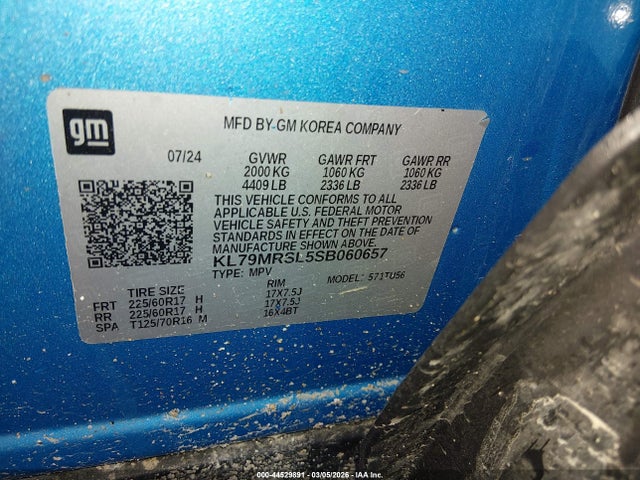 gm
MFD BY GM KOREA COMPANY
07/24 GVWR GAWR FRT GAWR RR
2000 KG 1060 KG 1060 KG
4409 LB 2336 LB 2336 LB
THIS VEHICLE CONFORMS TO ALL
APPLICABLE U.S. FEDERAL MOTOR
VEHICLE SAFETY AND THEFT PREVENTION
STANDARDS IN EFFECT ON THE DATE OF
MANUFACTURE SHOWN ABOVE.
KL79MRSL5SB060657
TYPE: MPV MODEL: 571TU56
TIRE SIZE RIM
FRT 225/60R17 H 17X7.5J
RR 225/60R17 H 17X7.5J
SPA T125/70R16 M 16X4BT
000-44529891 - 03/05/2026 - IAA Inc.